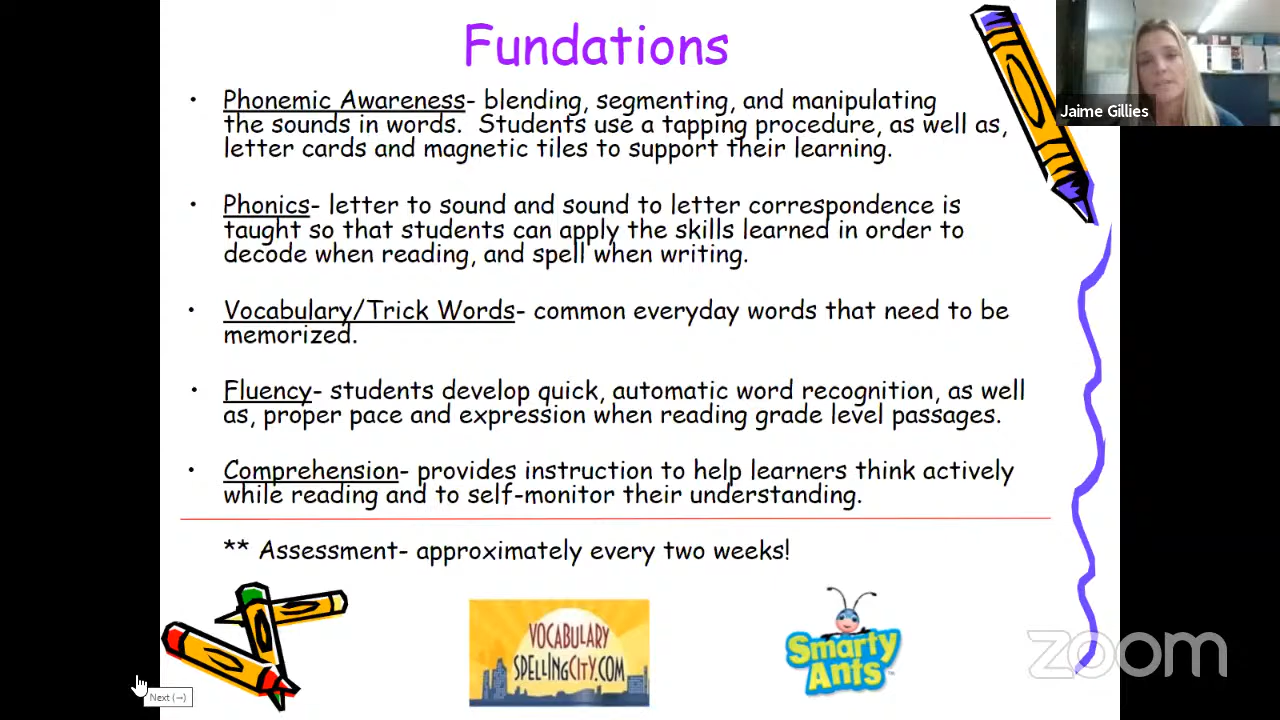 Fundations
• Phonemic Awareness- blending, segmenting, and manipulating
the sounds in words. Students use a tapping procedure, as well as,
letter cards and magnetic tiles to support their learning.
• Phonics- letter to sound and sound to letter correspondence is
taught so that students can apply the skills learned in order to
decode when reading, and spell when writing.
• Vocabulary/Trick Words- common everyday words that need to be
memorized.
• Fluency- students develop quick, automatic word recognition, as well
as, proper pace and expression when reading grade level passages.
• Comprehension- provides instruction to help learners think actively
while reading and to self-monitor their understanding.
** Assessment- approximately every two weeks!
VOCABULARY
SPELLINGCITY.COM
Smarty
Ants™
Jaime Gillies
zoom
Next (→)